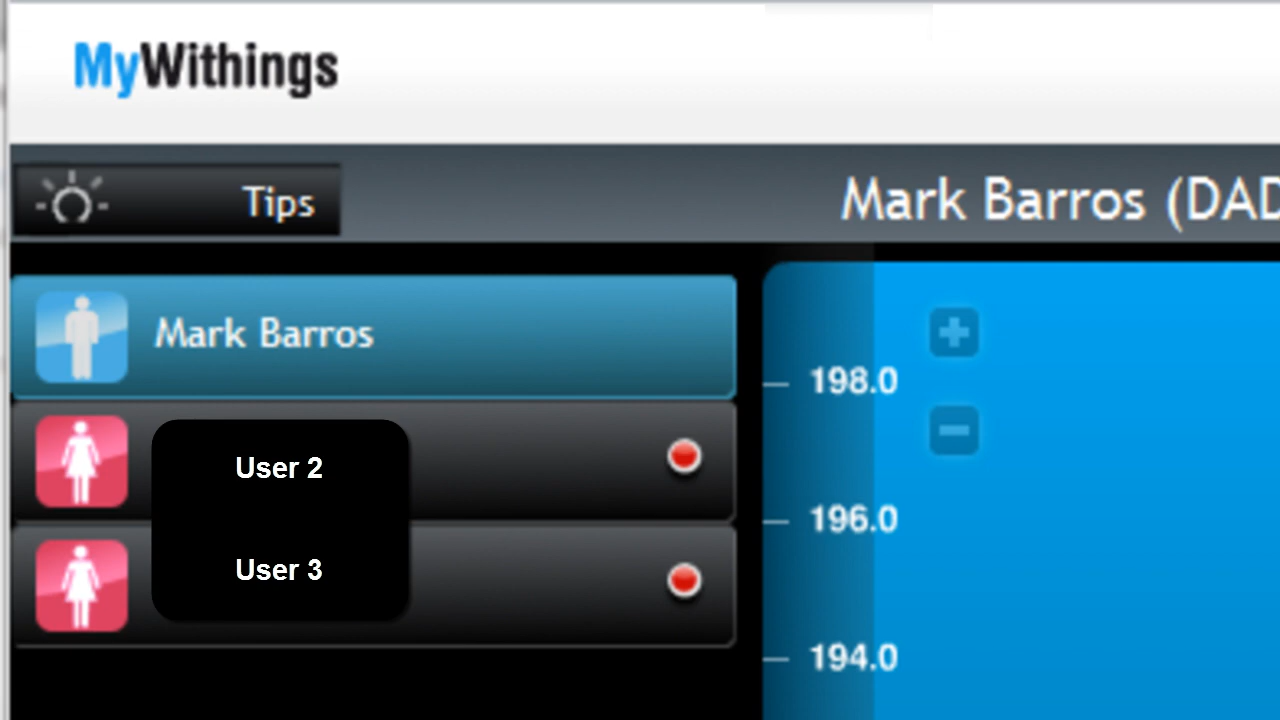 MyWithings
Tips
Mark Barros (DAD
Mark Barros
User 2
User 3
198.0
196.0
194.0